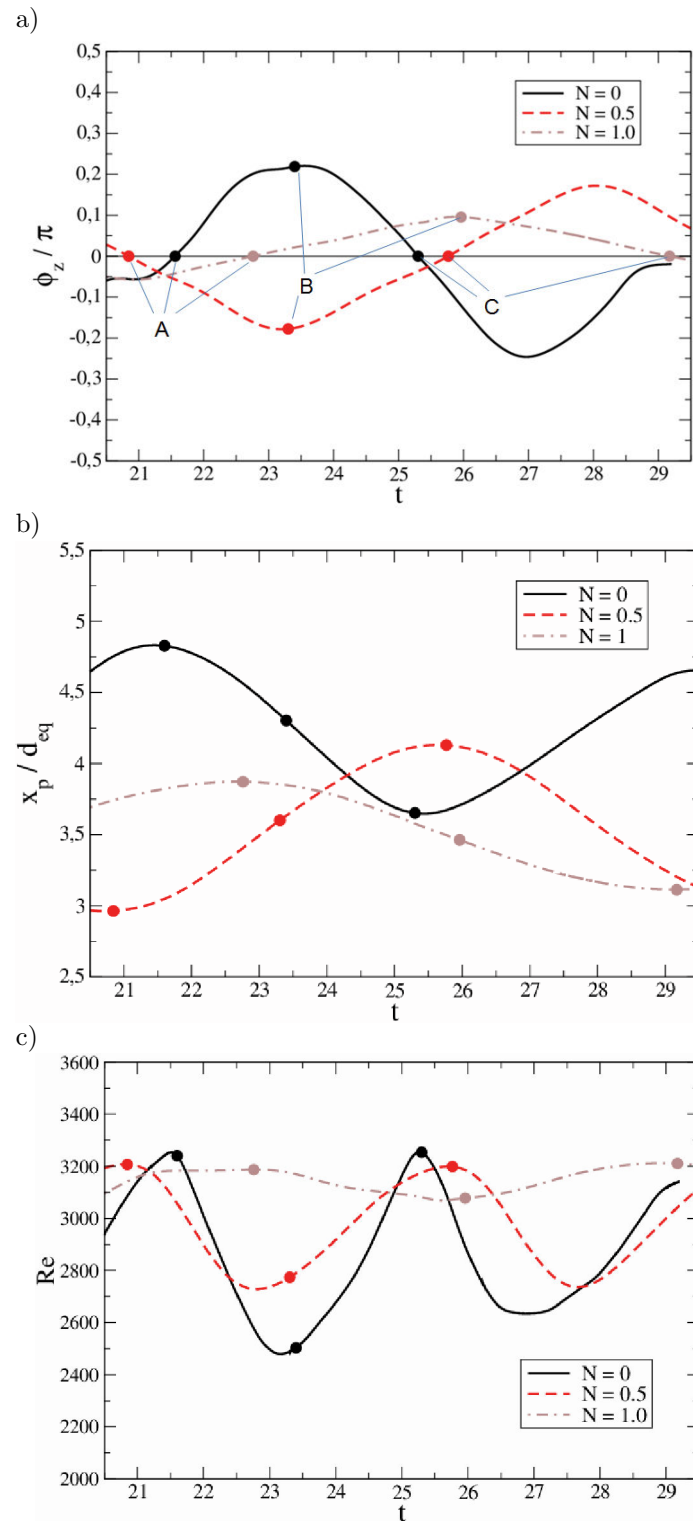 a)
0,5
0,4
0,3
0,2
0,1
0
-0,1
-0,2
-0,3
-0,4
-0,5
ϕz / π
N = 0
N = 0.5
N = 1.0
A
B
C
21 22 23 24 25 26 27 28 29
t
b)
5,5
5
4,5
4
3,5
3
2,5
xp / deq
N = 0
N = 0.5
N = 1
21 22 23 24 25 26 27 28 29
t
c)
3600
3400
3200
3000
2800
2600
2400
2200
2000
Re
N = 0
N = 0.5
N = 1.0
21 22 23 24 25 26 27 28 29
t